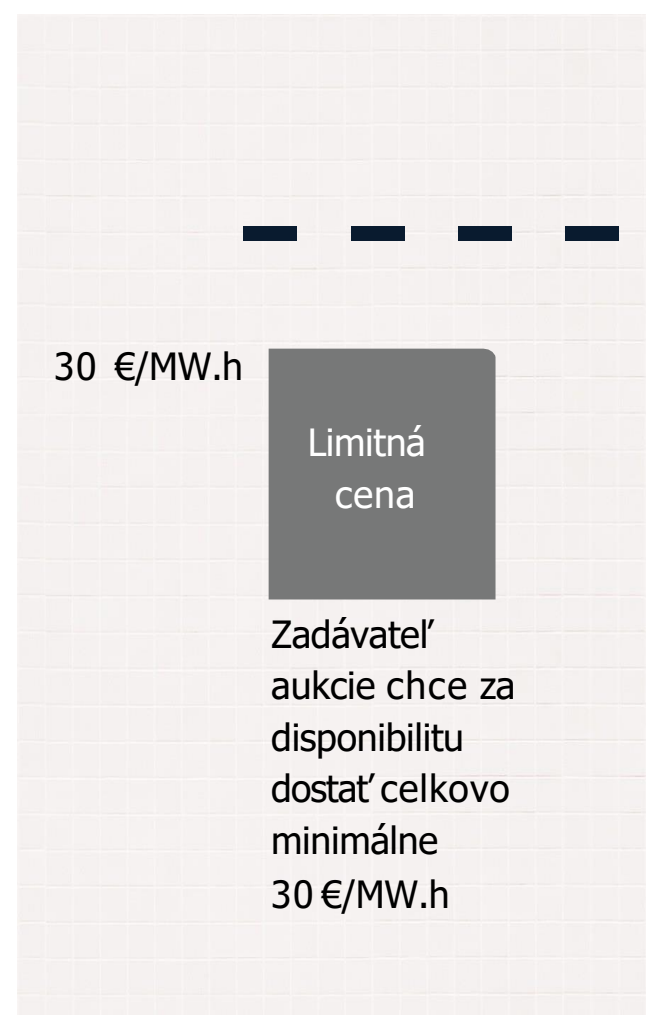 30 €/MW.h
Limitná
cena
Zadávateľ
aukcie chce za
disponibilitu
dostať celkovo
minimálne
30 €/MW.h